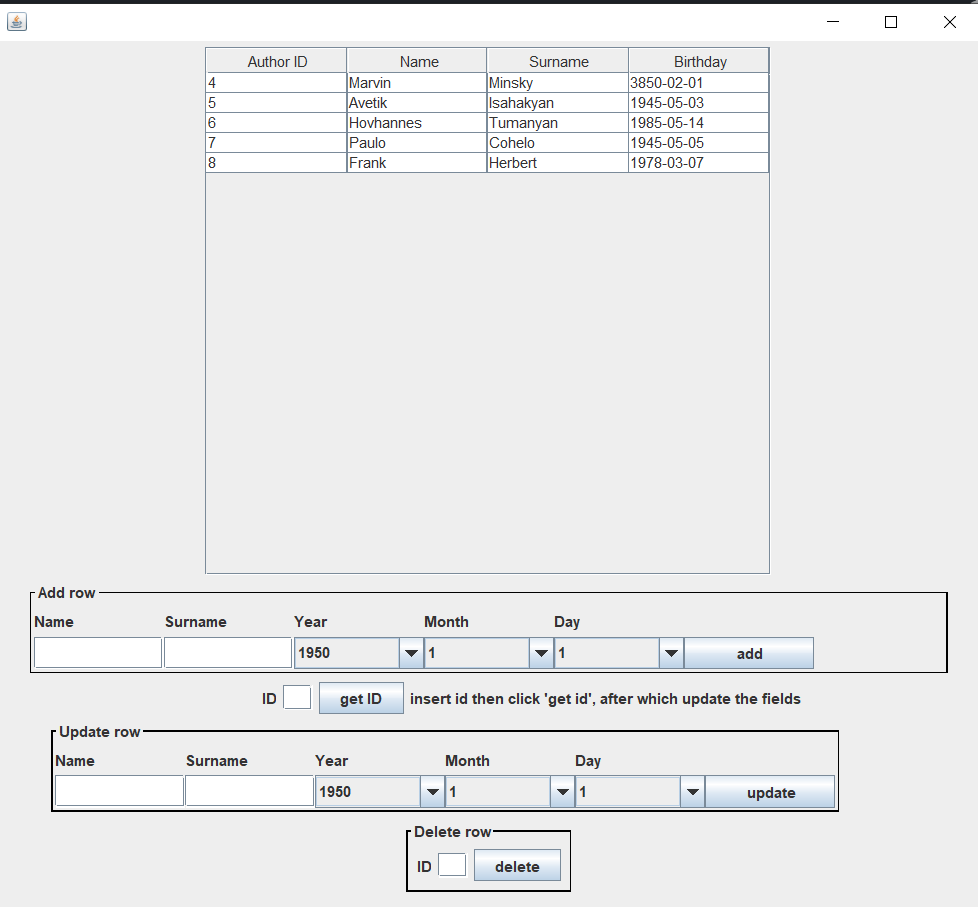 Author ID Name Surname Birthday
4 Marvin Minsky 3850-02-01
5 Avetik Isahakyan 1945-05-03
6 Hovhannes Tumanyan 1985-05-14
7 Paulo Cohelo 1945-05-05
8 Frank Herbert 1978-03-07
Add row
Name Surname Year Month Day
1950 1 1 add
ID get ID insert id then click 'get id', after which update the fields
Update row
Name Surname Year Month Day
1950 1 1 update
Delete row
ID delete